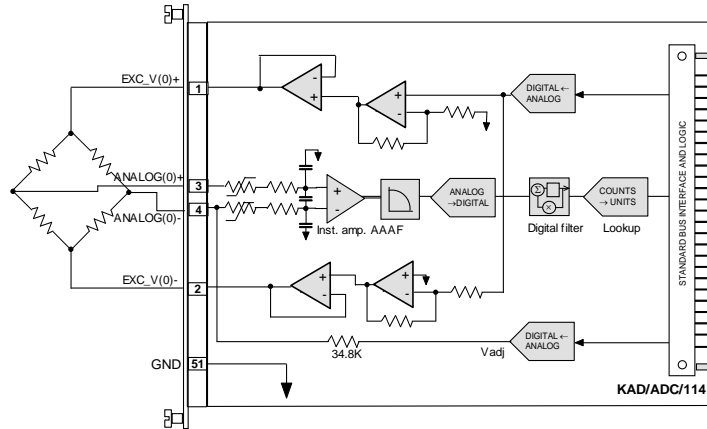 EXC_V(0)+
1
DIGITAL ←
ANALOG
ANALOG(0)+
3
4
ANALOG(0)-
+
-
Inst. amp. AAAF
ANALOG
→DIGITAL
Σ
×
Digital filter
COUNTS
→ UNITS
Lookup
STANDARD BUS INTERFACE AND LOGIC
EXC_V(0)-
2
34.8K
Vadj
DIGITAL ←
ANALOG
GND
51
KAD/ADC/114